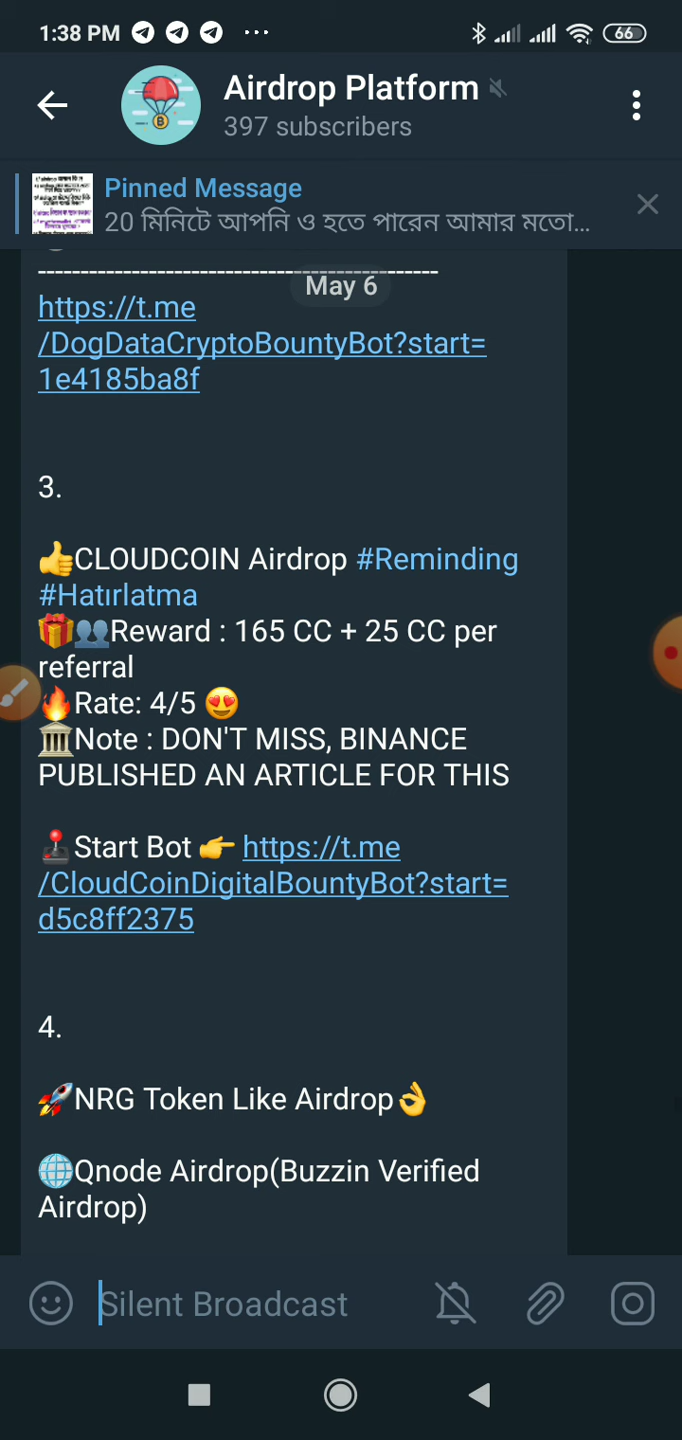 1:38 PM
66
Airdrop Platform
397 subscribers
Pinned Message
20 মিনিটে আপনি ও হতে পারেন আমার মতো...
-----------------------------------------------
May 6
https://t.me
/DogDataCryptoBountyBot?start=
1e4185ba8f
3.
👍CLOUDCOIN Airdrop #Reminding
#Hatırlatma
🎁👥Reward : 165 CC + 25 CC per
referral
🔥Rate: 4/5 😍
🏛Note : DON'T MISS, BINANCE
PUBLISHED AN ARTICLE FOR THIS
🕹Start Bot 👉 https://t.me
/CloudCoinDigitalBountyBot?start=
d5c8ff2375
4.
🚀NRG Token Like Airdrop👌
🌐Qnode Airdrop(Buzzin Verified
Airdrop)
Silent Broadcast